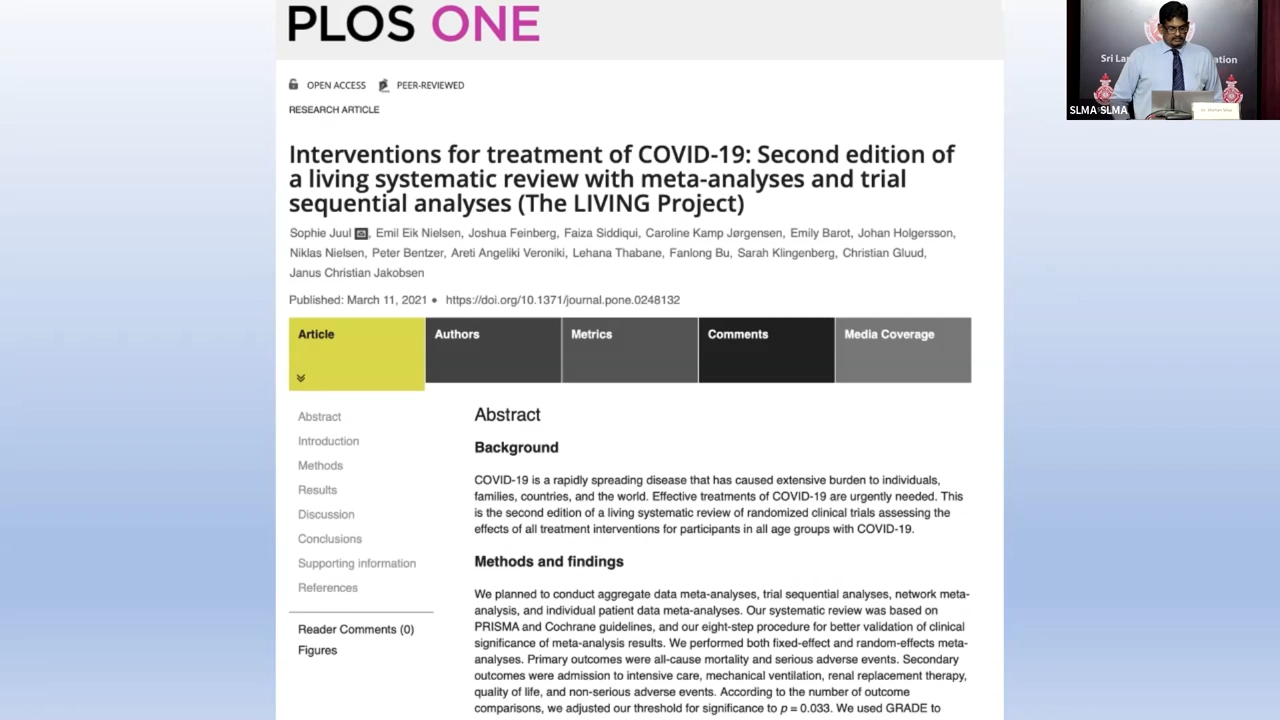 PLOS ONE
OPEN ACCESS PEER-REVIEWED
RESEARCH ARTICLE
Interventions for treatment of COVID-19: Second edition of
a living systematic review with meta-analyses and trial
sequential analyses (The LIVING Project)
Sophie Juul, Emil Eik Nielsen, Joshua Feinberg, Faiza Siddiqui, Caroline Kamp Jørgensen, Emily Barot, Johan Holgersson,
Niklas Nielsen, Peter Bentzer, Areti Angeliki Veroniki, Lehana Thabane, Fanlong Bu, Sarah Klingenberg, Christian Gluud,
Janus Christian Jakobsen
Published: March 11, 2021 • https://doi.org/10.1371/journal.pone.0248132
Article
Authors
Metrics
Comments
Media Coverage
Abstract
Introduction
Methods
Results
Discussion
Conclusions
Supporting information
References
Reader Comments (0)
Figures
Abstract
Background
COVID-19 is a rapidly spreading disease that has caused extensive burden to individuals,
families, countries, and the world. Effective treatments of COVID-19 are urgently needed. This
is the second edition of a living systematic review of randomized clinical trials assessing the
effects of all treatment interventions for participants in all age groups with COVID-19.
Methods and findings
We planned to conduct aggregate data meta-analyses, trial sequential analyses, network meta-
analysis, and individual patient data meta-analyses. Our systematic review was based on
PRISMA and Cochrane guidelines, and our eight-step procedure for better validation of clinical
significance of meta-analysis results. We performed both fixed-effect and random-effects meta-
analyses. Primary outcomes were all-cause mortality and serious adverse events. Secondary
outcomes were admission to intensive care, mechanical ventilation, renal replacement therapy,
quality of life, and non-serious adverse events. According to the number of outcome
comparisons, we adjusted our threshold for significance to p = 0.033. We used GRADE to
SLMA SLMA